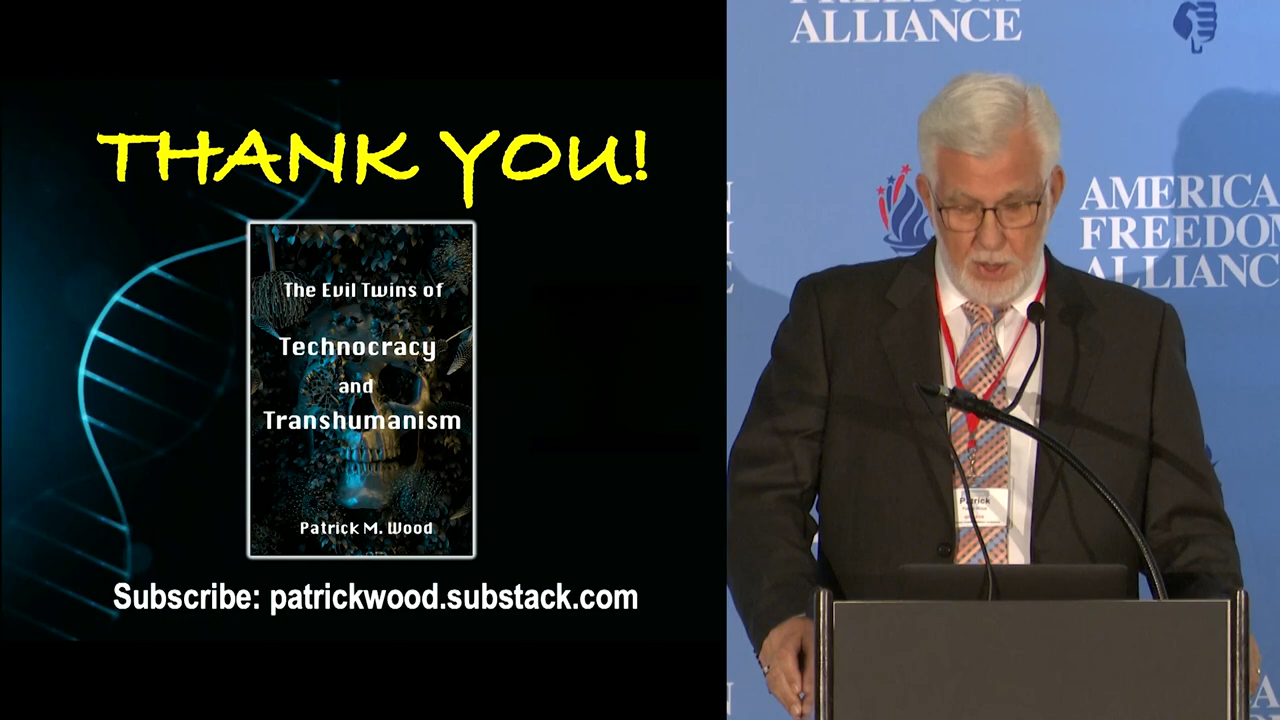 THANK YOU!
The Evil Twins of
Technocracy
and
Transhumanism
Patrick M. Wood
Subscribe: patrickwood.substack.com
FREEDOM
ALLIANCE
AMERICA
FREEDO
ALLIANC
Patrick